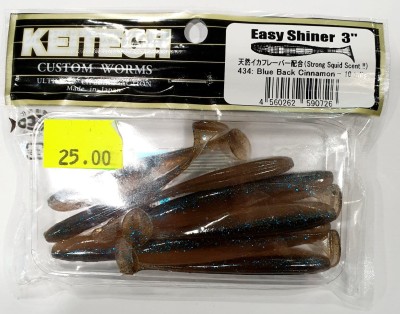 KEITECH
CUSTOM WORMS
Made in Japan
Easy Shiner 3"
天然イカフレーバー配合(Strong Squid Scent !!)
434: Blue Back Cinnamon - 10
4 560262 590726
25.00